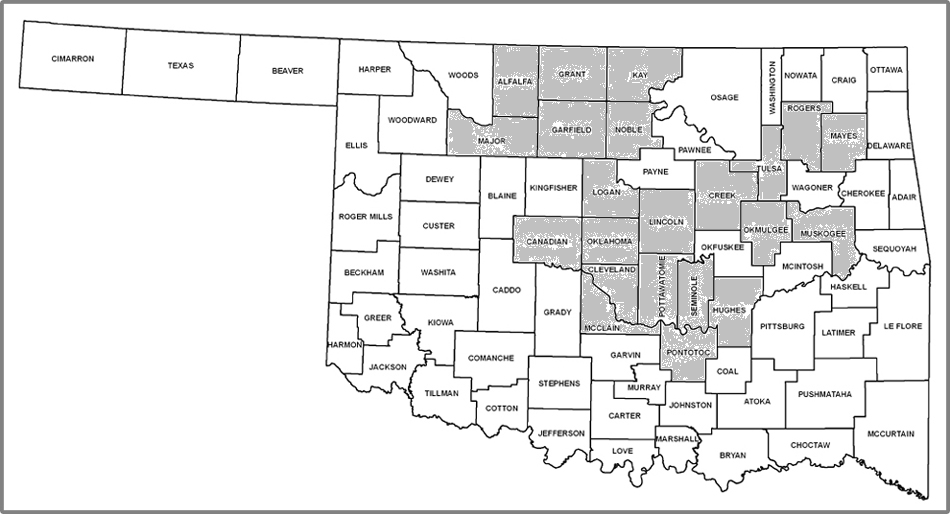 CIMARRON
TEXAS
BEAVER
HARPER
WOODS
ALFALFA
GRANT
KAY
OSAGE
WASHINGTON
NOWATA
CRAIG
OTTAWA
ROGERS
MAYES
DELAWARE
WOODWARD
MAJOR
GARFIELD
NOBLE
PAWNEE
ELLIS
DEWEY
BLAINE
KINGFISHER
LOGAN
PAYNE
CREEK
TULSA
WAGONER
CHEROKEE
ADAIR
ROGER MILLS
CUSTER
CANADIAN
OKLAHOMA
LINCOLN
OKFUSKEE
OKMULGEE
MUSKOGEE
SEQUOYAH
BECKHAM
WASHITA
CADDO
CLEVELAND
POTTAWATOMIE
SEMINOLE
HUGHES
MCINTOSH
HASKELL
GREER
KIOWA
GRADY
MCCLAIN
PITTSBURG
LATIMER
LE FLORE
HARMON
JACKSON
COMANCHE
GARVIN
PONTOTOC
COAL
TILLMAN
COTTON
STEPHENS
MURRAY
JOHNSTON
ATOKA
PUSHMATAHA
JEFFERSON
CARTER
LOVE
MARSHALL
BRYAN
CHOCTAW
MCCURTAIN